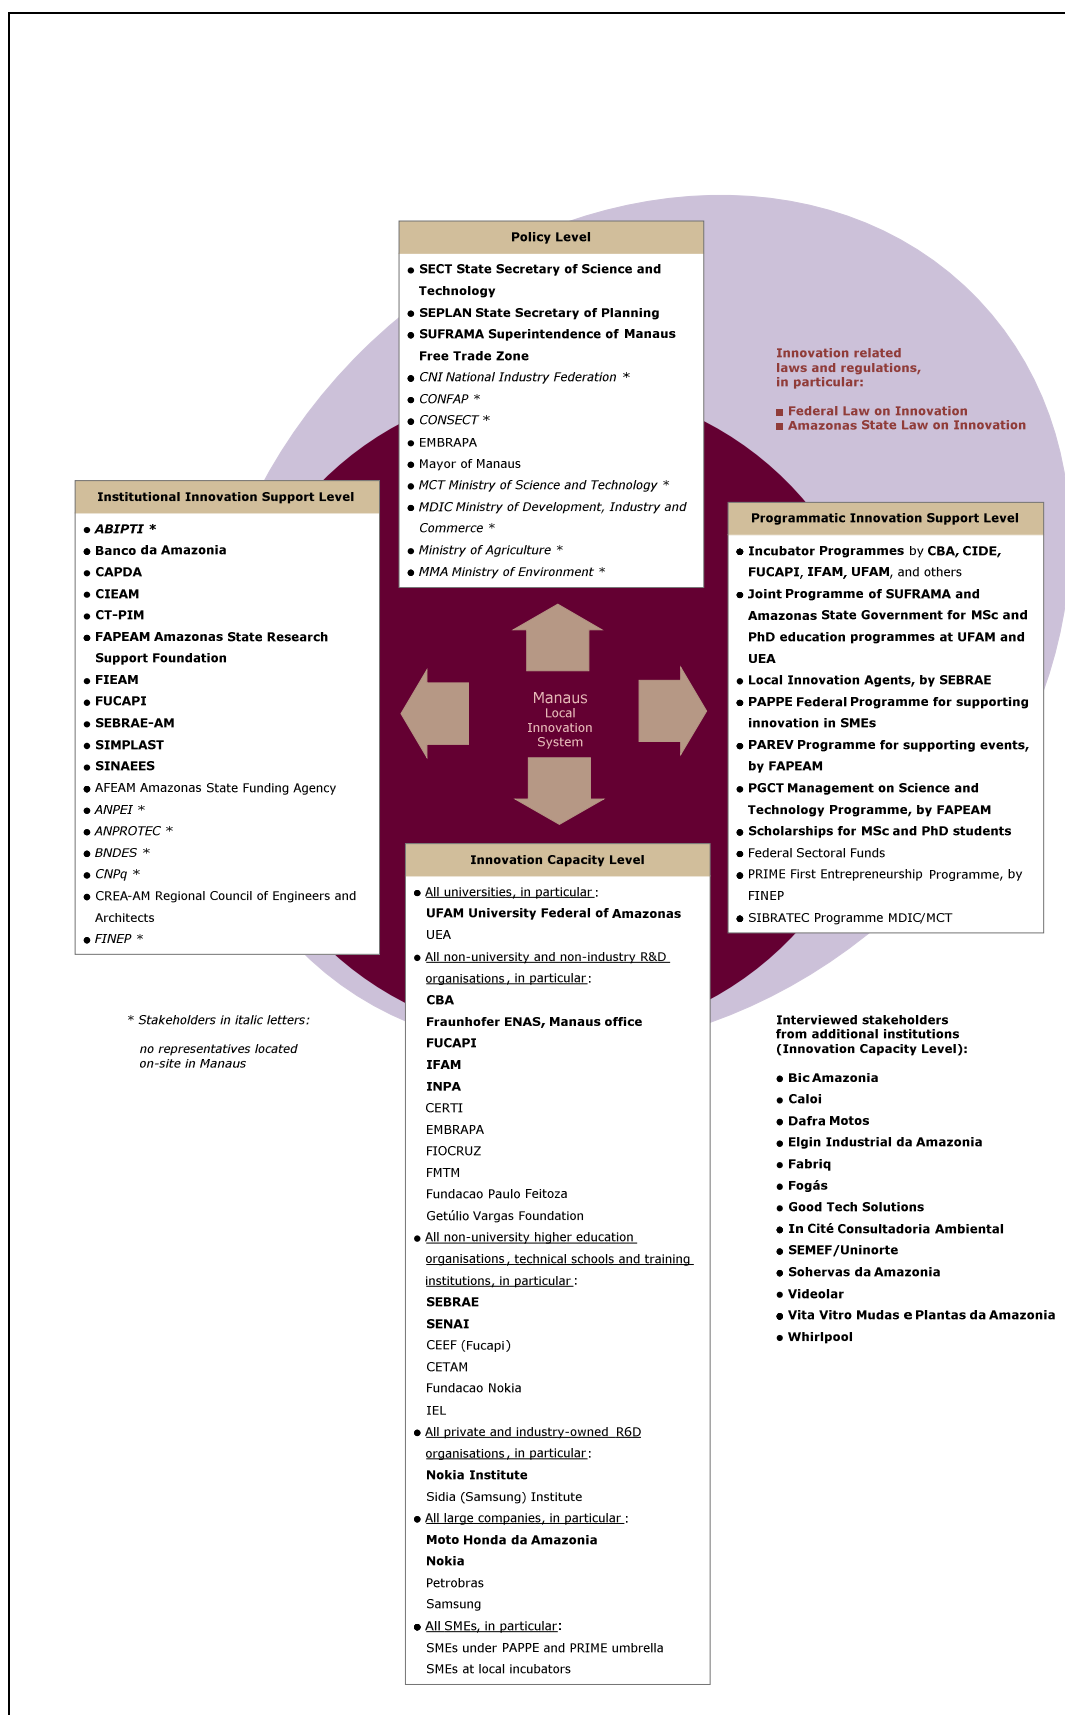 Policy Level
● SECT State Secretary of Science and
Technology
● SEPLAN State Secretary of Planning
● SUFRAMA Superintendence of Manaus
Free Trade Zone
● CNI National Industry Federation *
● CONFAP *
● CONSECT *
● EMBRAPA
● Mayor of Manaus
● MCT Ministry of Science and Technology *
● MDIC Ministry of Development, Industry and
Commerce *
● Ministry of Agriculture *
● MMA Ministry of Environment *
Innovation related
laws and regulations,
in particular:
■ Federal Law on Innovation
■ Amazonas State Law on Innovation
Institutional Innovation Support Level
● ABIPTI *
● Banco da Amazonia
● CAPDA
● CIEAM
● CT-PIM
● FAPEAM Amazonas State Research
Support Foundation
● FIEAM
● FUCAPI
● SEBRAE-AM
● SIMPLAST
● SINAEES
● AFEAM Amazonas State Funding Agency
● ANPEI *
● ANPROTEC *
● BNDES *
● CNPq *
● CREA-AM Regional Council of Engineers and
Architects
● FINEP *
Manaus
Local
Innovation
System
Programmatic Innovation Support Level
● Incubator Programmes by CBA, CIDE,
FUCAPI, IFAM, UFAM, and others
● Joint Programme of SUFRAMA and
Amazonas State Government for MSc and
PhD education programmes at UFAM and
UEA
● Local Innovation Agents, by SEBRAE
● PAPPE Federal Programme for supporting
innovation in SMEs
● PAREV Programme for supporting events,
by FAPEAM
● PGCT Management on Science and
Technology Programme, by FAPEAM
● Scholarships for MSc and PhD students
● Federal Sectoral Funds
● PRIME First Entrepreneurship Programme, by
FINEP
● SIBRATEC Programme MDIC/MCT
Innovation Capacity Level
● All universities, in particular:
UFAM University Federal of Amazonas
UEA
● All non-university and non-industry R&D
organisations, in particular:
CBA
Fraunhofer ENAS, Manaus office
FUCAPI
IFAM
INPA
CERTI
EMBRAPA
FIOCRUZ
FMTM
Fundacao Paulo Feitoza
Getúlio Vargas Foundation
● All non-university higher education
organisations, technical schools and training
institutions, in particular:
SEBRAE
SENAI
CEEF (Fucapi)
CETAM
Fundacao Nokia
IEL
● All private and industry-owned R6D
organisations, in particular:
Nokia Institute
Sidia (Samsung) Institute
● All large companies, in particular:
Moto Honda da Amazonia
Nokia
Petrobras
Samsung
● All SMEs, in particular:
SMEs under PAPPE and PRIME umbrella
SMEs at local incubators
* Stakeholders in italic letters:
no representatives located
on-site in Manaus
Interviewed stakeholders
from additional institutions
(Innovation Capacity Level):
● Bic Amazonia
● Caloi
● Dafra Motos
● Elgin Industrial da Amazonia
● Fabriq
● Fogás
● Good Tech Solutions
● In Cité Consultadoria Ambiental
● SEMEF/Uninorte
● Sohervas da Amazonia
● Videolar
● Vita Vitro Mudas e Plantas da Amazonia
● Whirlpool